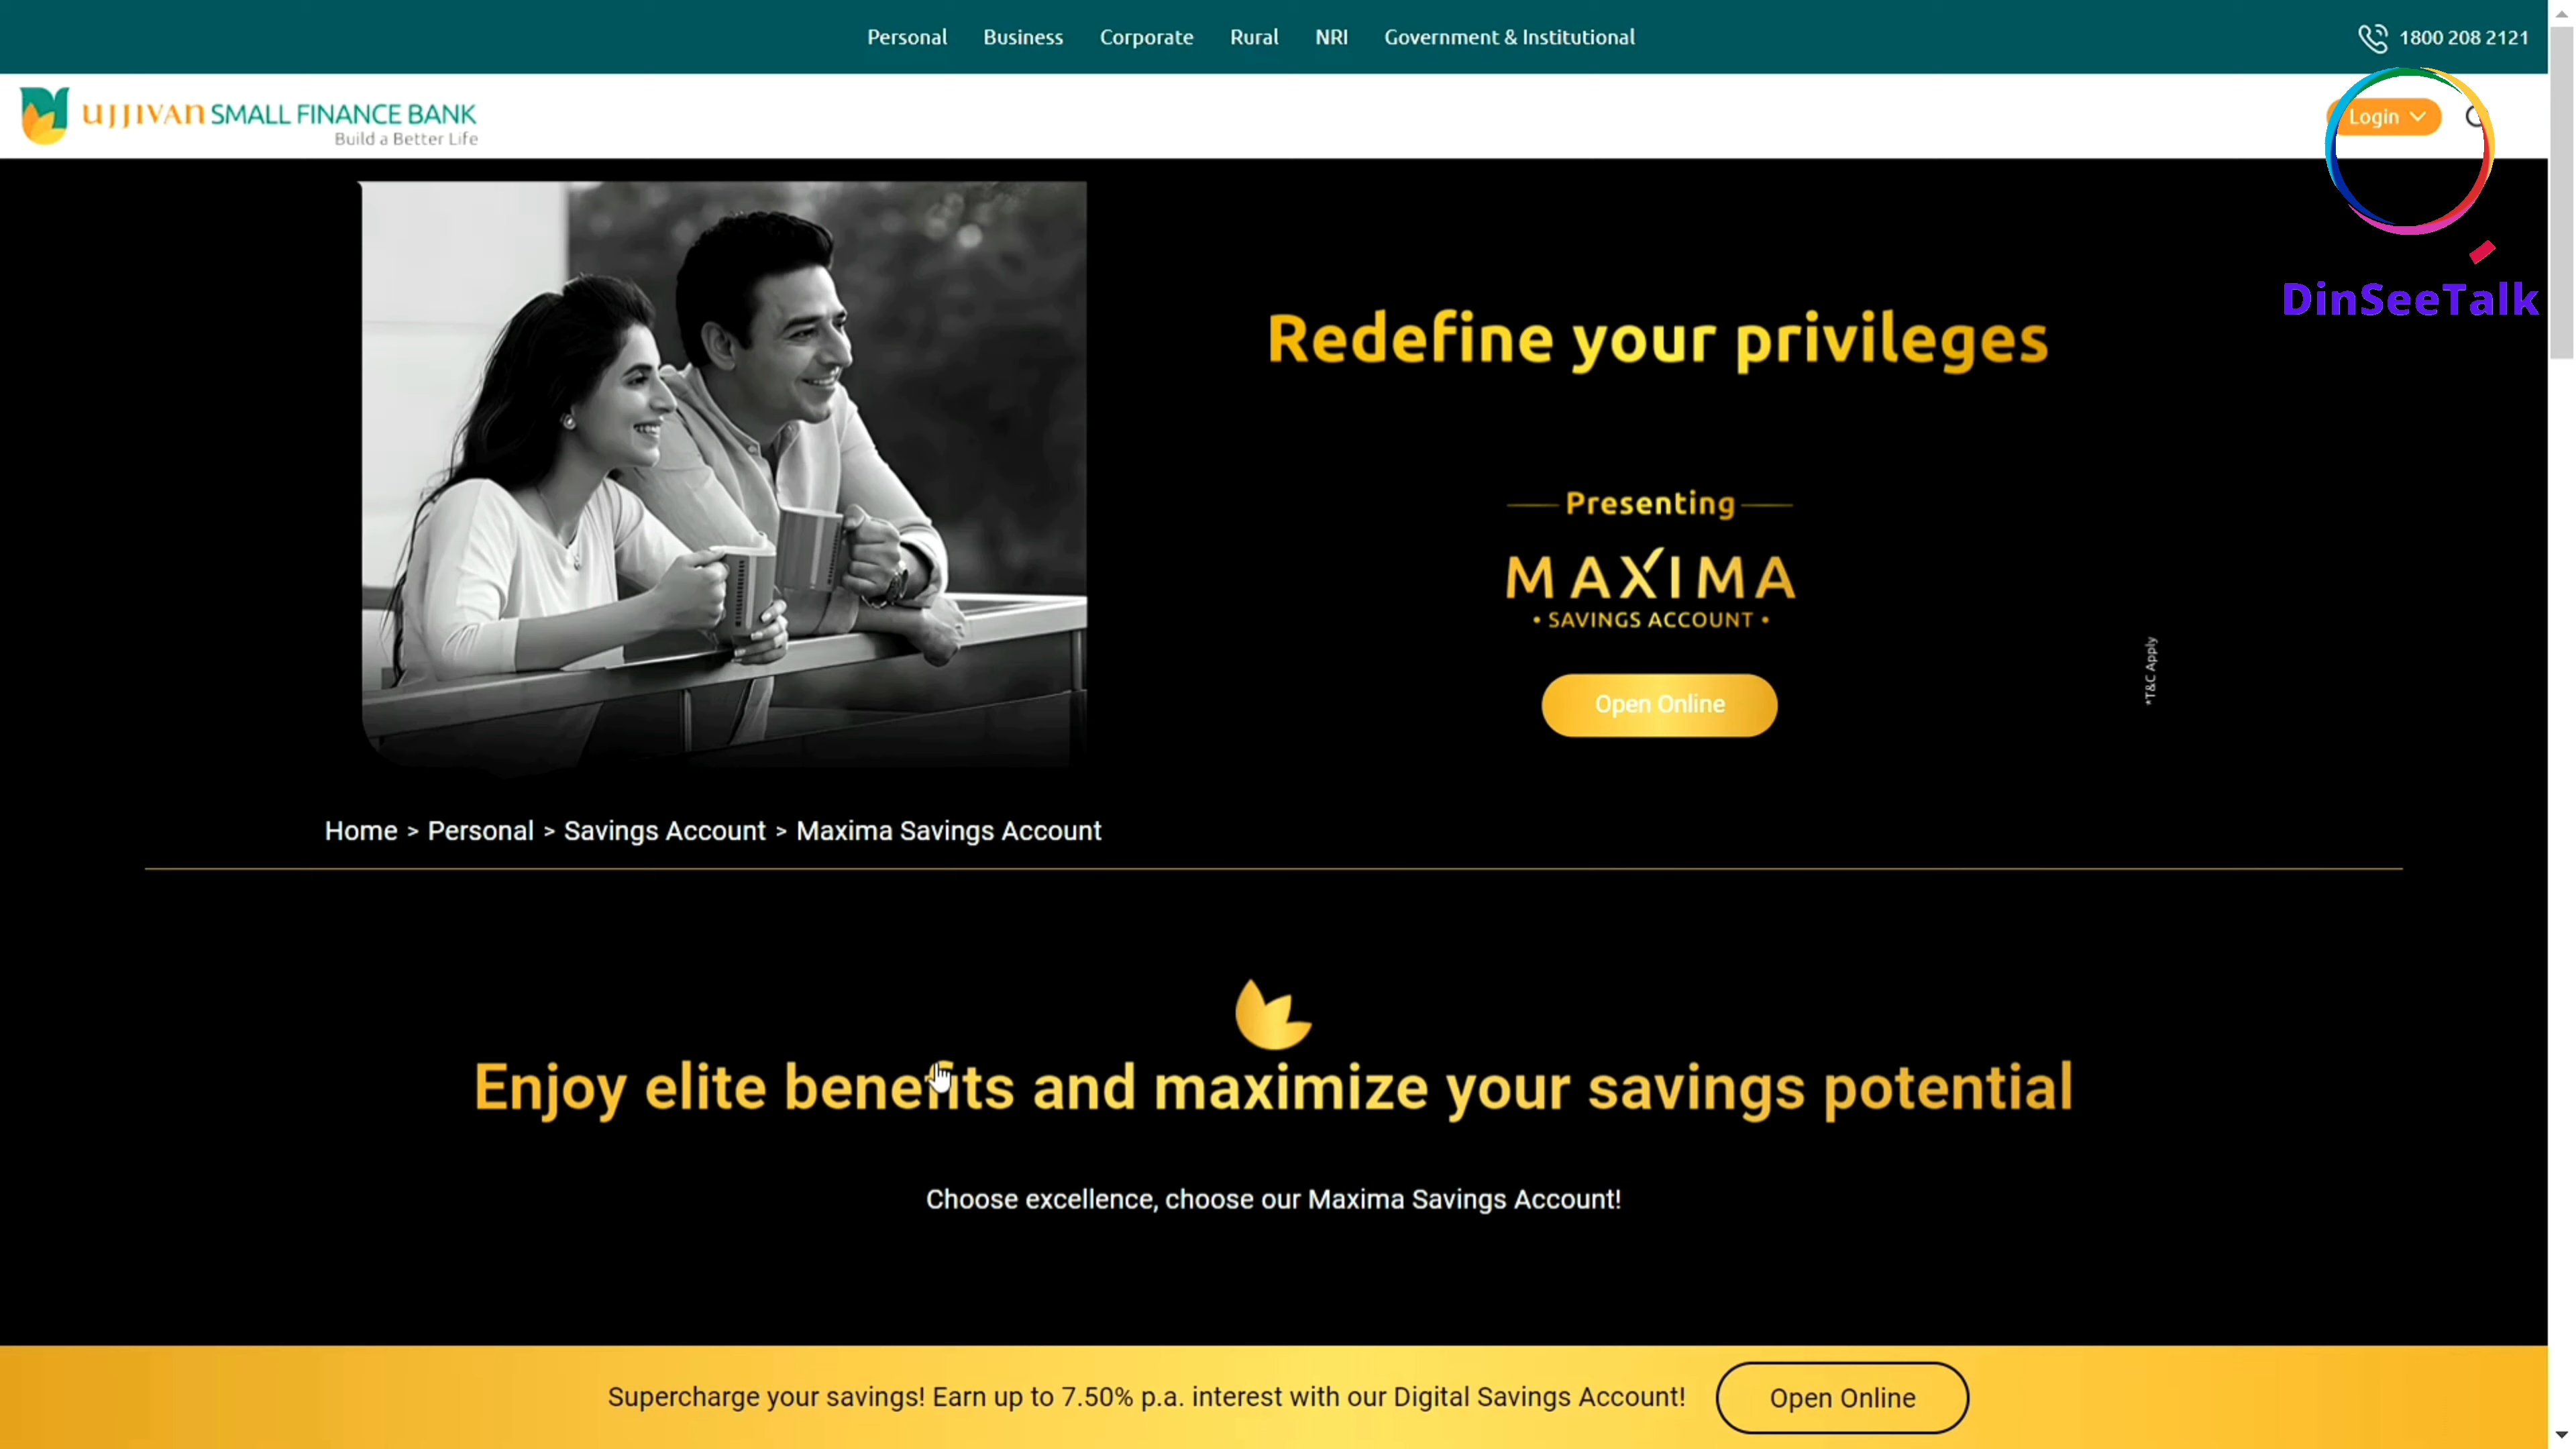 Personal Business Corporate Rural NRI Government & Institutional 1800 208 2121
UJJIVAN SMALL FINANCE BANK
Build a Better Life
Login
DinSeeTalk
Redefine your privileges
Presenting
MAXIMA
• SAVINGS ACCOUNT •
*T&C Apply
Open Online
Home > Personal > Savings Account > Maxima Savings Account
Enjoy elite benefits and maximize your savings potential
Choose excellence, choose our Maxima Savings Account!
Supercharge your savings! Earn up to 7.50% p.a. interest with our Digital Savings Account! Open Online